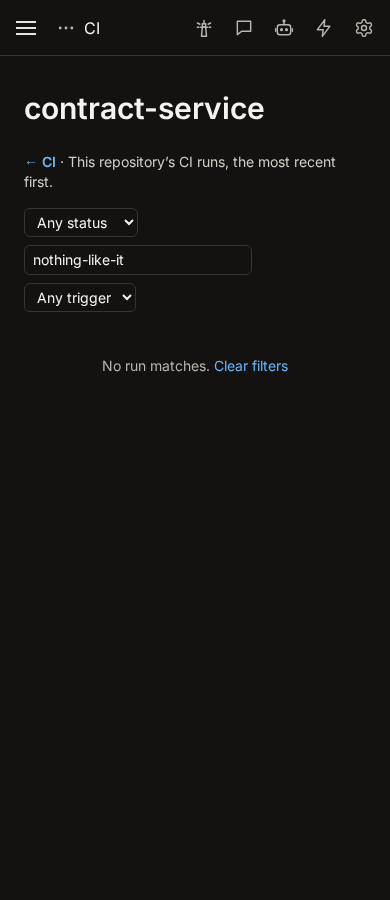 ··· CI
contract-service
← CI · This repository's CI runs, the most recent
first.
Any status
nothing-like-it
Any trigger
No run matches. Clear filters